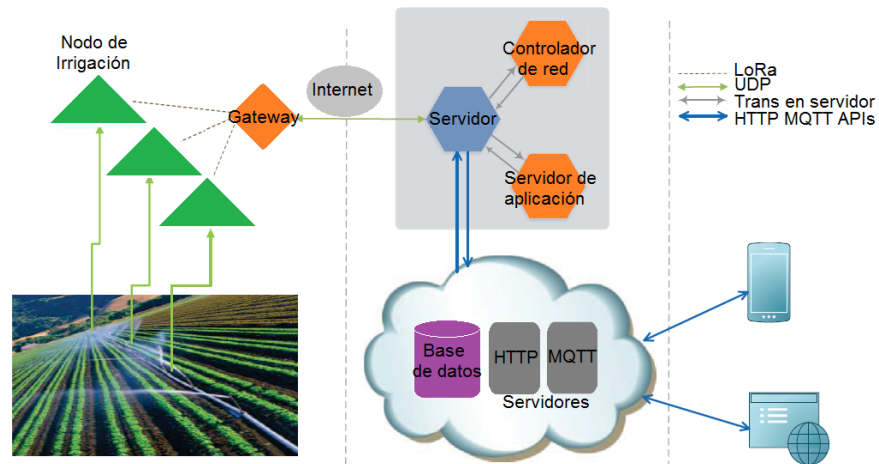 Nodo de
Irrigación
Gateway
Internet
Servidor
Controlador
de red
Servidor de
aplicación
LoRa
UDP
Trans en servidor
HTTP MQTT APIs
Base
de datos
HTTP
MQTT
Servidores